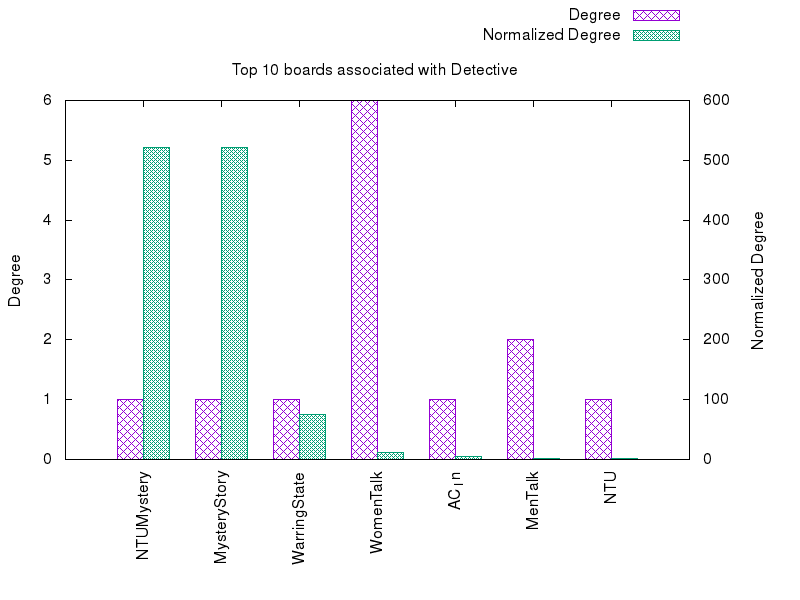 Degree
Normalized Degree
Top 10 boards associated with Detective
6
5
4
3
2
1
0
600
500
400
300
200
100
0
Degree
Normalized Degree
NTUMystery
MysteryStory
WarringState
WomenTalk
ACIn
MenTalk
NTU